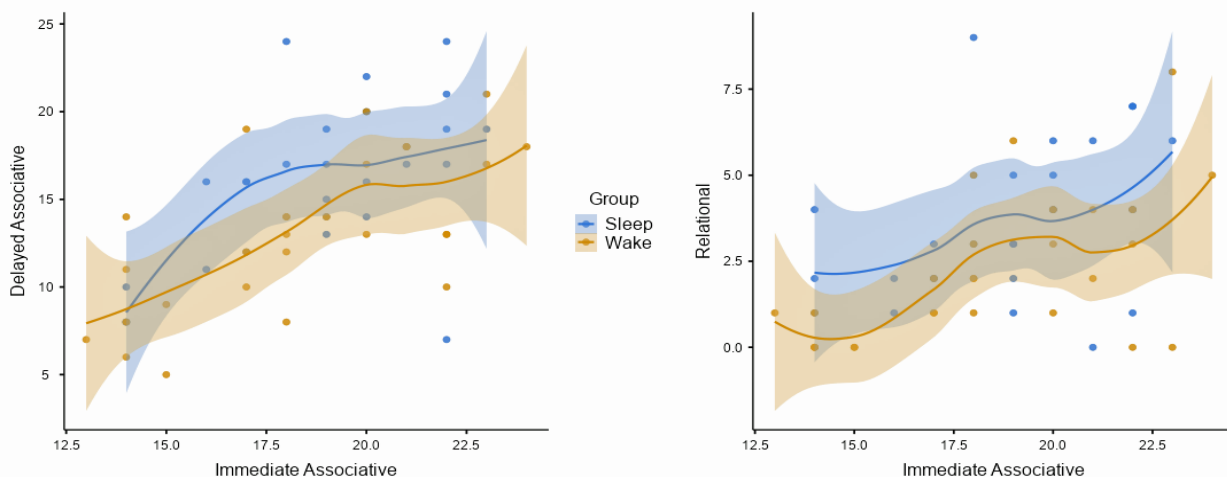 25
20
15
10
5
Delayed Associative
12.5 15.0 17.5 20.0 22.5
Immediate Associative
Group
Sleep
Wake
7.5
5.0
2.5
0.0
Relational
12.5 15.0 17.5 20.0 22.5
Immediate Associative